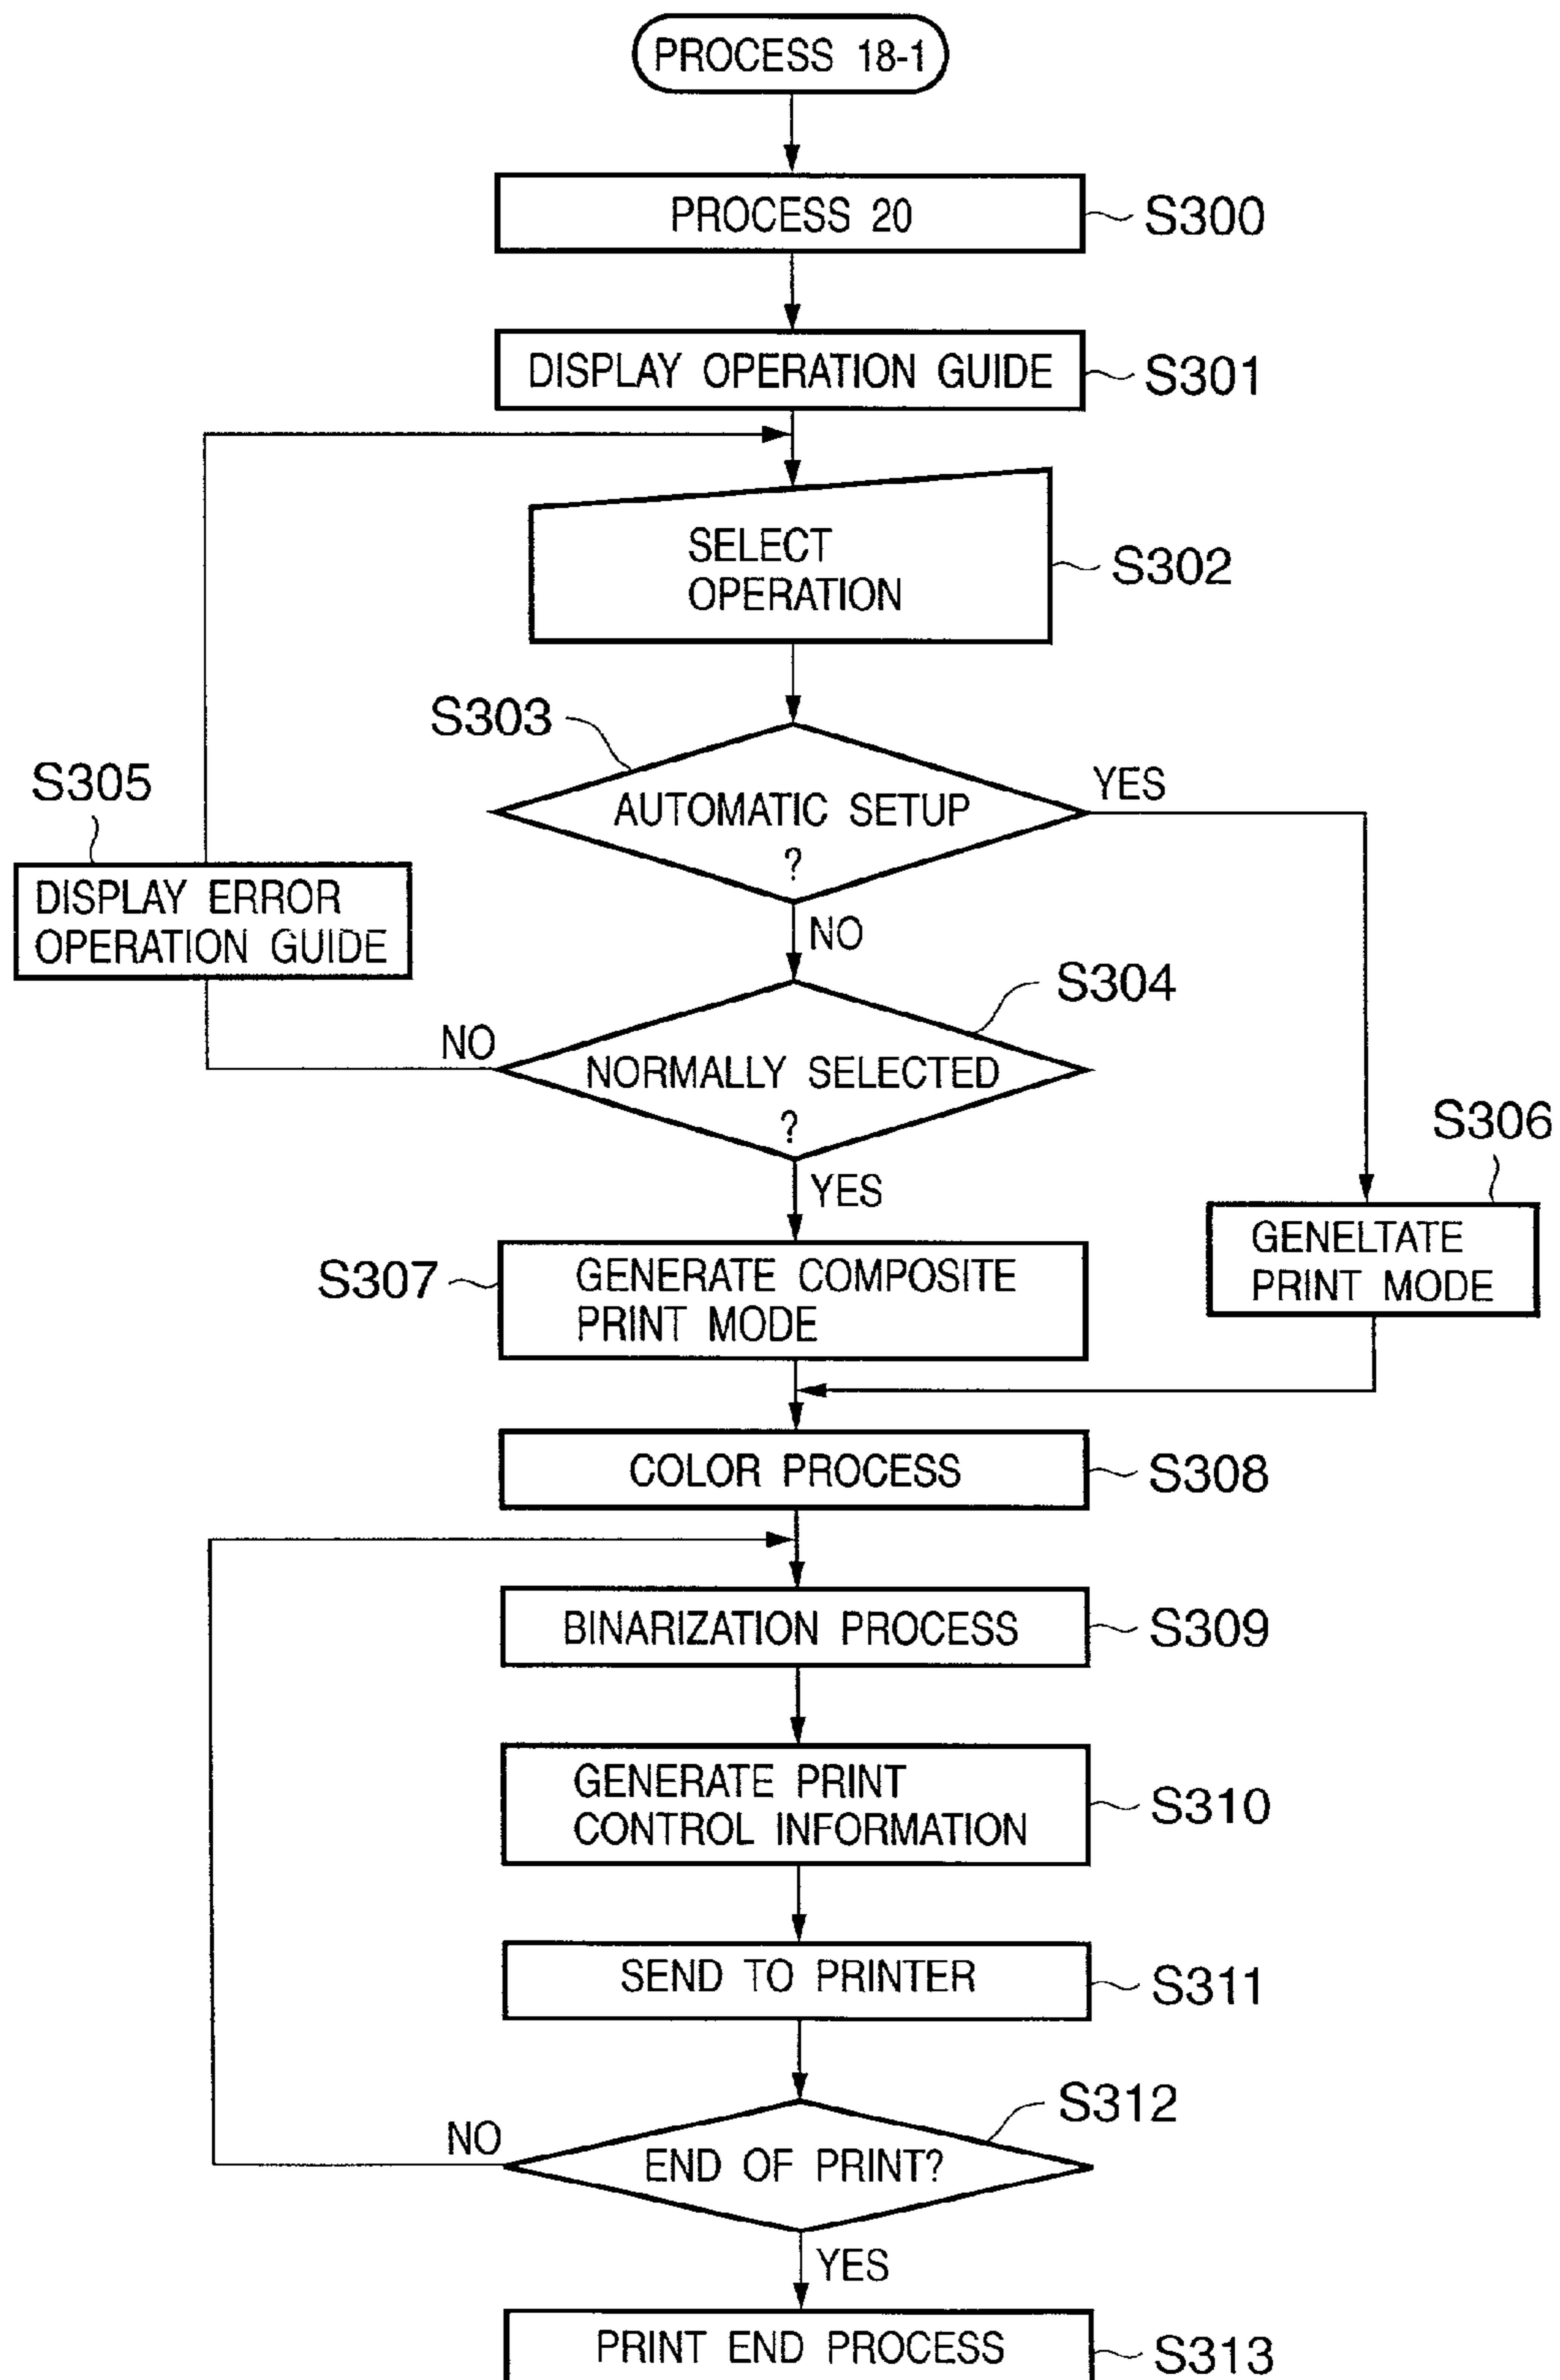 PROCESS 18-1
PROCESS 20
S300
DISPLAY OPERATION GUIDE
S301
SELECT
OPERATION
S302
S303
AUTOMATIC SETUP
?
YES
NO
S305
DISPLAY ERROR
OPERATION GUIDE
S304
NORMALLY SELECTED
?
NO
YES
S306
GENELTATE
PRINT MODE
S307
GENERATE COMPOSITE
PRINT MODE
COLOR PROCESS
S308
BINARIZATION PROCESS
S309
GENERATE PRINT
CONTROL INFORMATION
S310
SEND TO PRINTER
S311
S312
END OF PRINT?
NO
YES
PRINT END PROCESS
S313